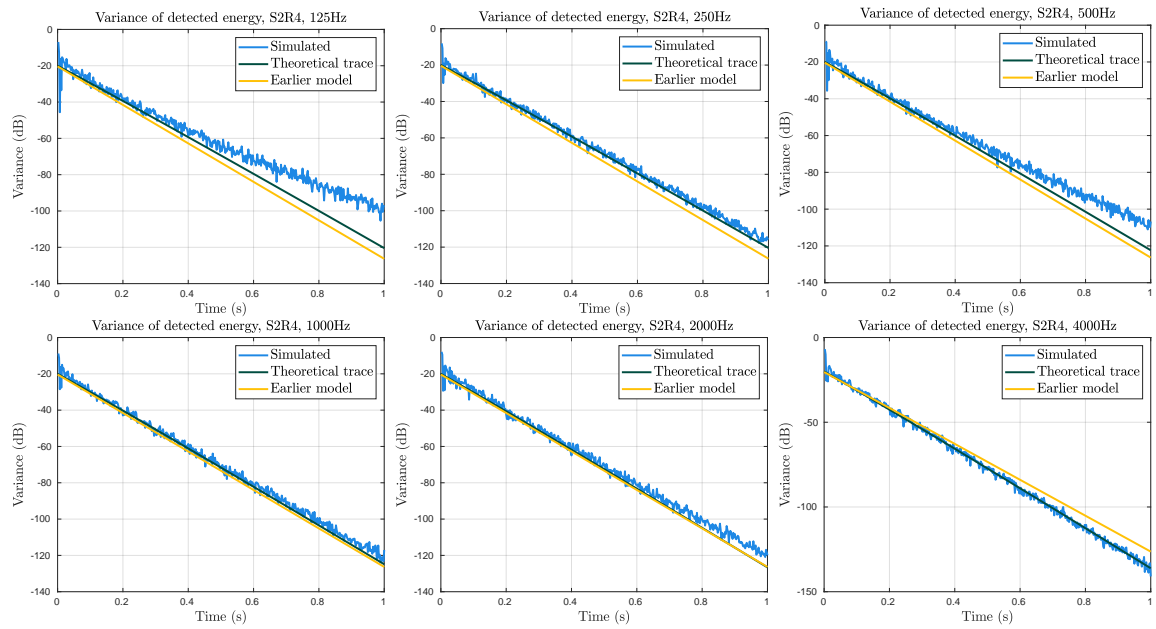 Variance of detected energy, S2R4, 125Hz
0
-20
-40
-60
-80
-100
-120
-140
Variance (dB)
Simulated
Theoretical trace
Earlier model
0 0.2 0.4 0.6 0.8 1
Time (s)
Variance of detected energy, S2R4, 250Hz
0
-20
-40
-60
-80
-100
-120
-140
Variance (dB)
Simulated
Theoretical trace
Earlier model
0 0.2 0.4 0.6 0.8 1
Time (s)
Variance of detected energy, S2R4, 500Hz
0
-20
-40
-60
-80
-100
-120
-140
Variance (dB)
Simulated
Theoretical trace
Earlier model
0 0.2 0.4 0.6 0.8 1
Time (s)
Variance of detected energy, S2R4, 1000Hz
0
-20
-40
-60
-80
-100
-120
-140
Variance (dB)
Simulated
Theoretical trace
Earlier model
0 0.2 0.4 0.6 0.8 1
Time (s)
Variance of detected energy, S2R4, 2000Hz
0
-20
-40
-60
-80
-100
-120
-140
Variance (dB)
Simulated
Theoretical trace
Earlier model
0 0.2 0.4 0.6 0.8 1
Time (s)
Variance of detected energy, S2R4, 4000Hz
0
-50
-100
-150
Variance (dB)
Simulated
Theoretical trace
Earlier model
0 0.2 0.4 0.6 0.8 1
Time (s)